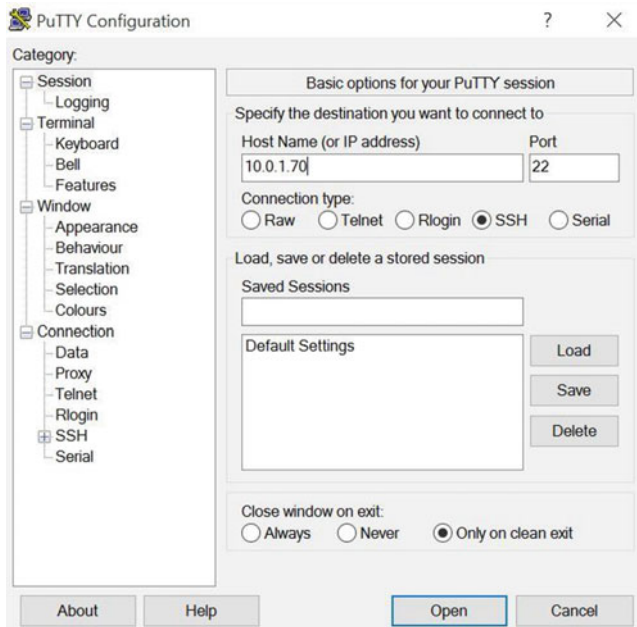 PuTTY Configuration
?
Category:
Session
Logging
Terminal
Keyboard
Bell
Features
Window
Appearance
Behaviour
Translation
Selection
Colours
Connection
Data
Proxy
Telnet
Rlogin
SSH
Serial
Basic options for your PuTTY session
Specify the destination you want to connect to
Host Name (or IP address) Port
10.0.1.70 22
Connection type:
Raw Telnet Rlogin SSH Serial
Load, save or delete a stored session
Saved Sessions
Default Settings
Load
Save
Delete
Close window on exit:
Always Never Only on clean exit
About Help Open Cancel